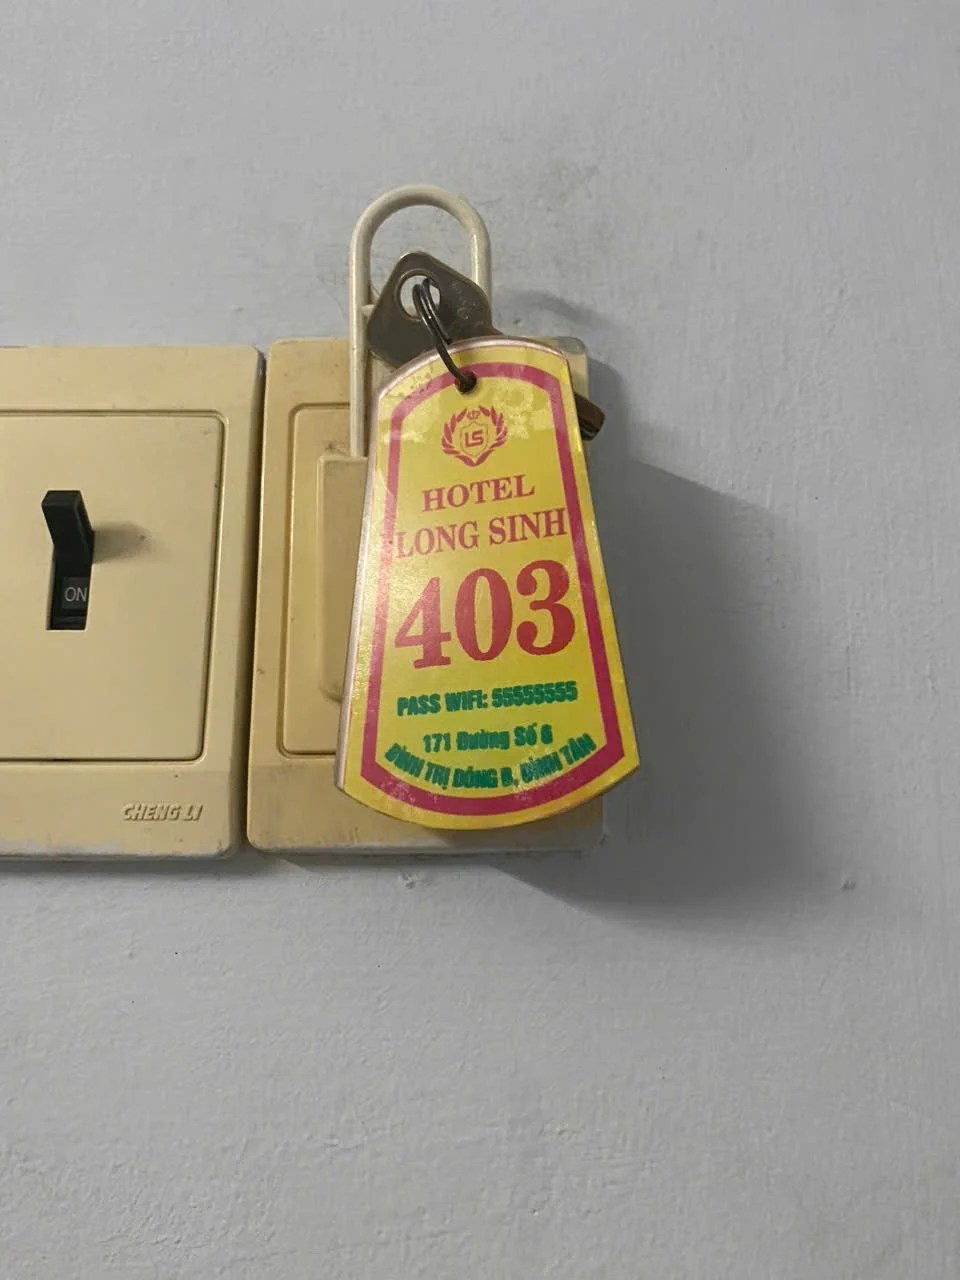 LS
HOTEL
LONG SINH
403
PASS WIFI: 55555555
171 Đường Số 6
BÌNH TRỊ ĐÔNG B, BÌNH TÂN
ON
CHENG LI